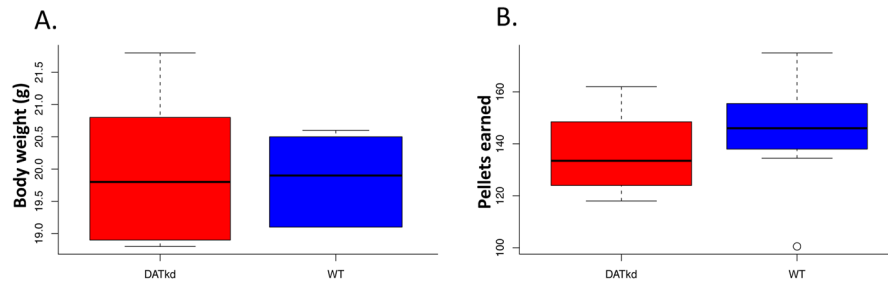 A.
Body weight (g)
21.5
21.0
20.5
20.0
19.5
19.0
DATkd WT
B.
Pellets earned
160
140
120
100
DATkd WT